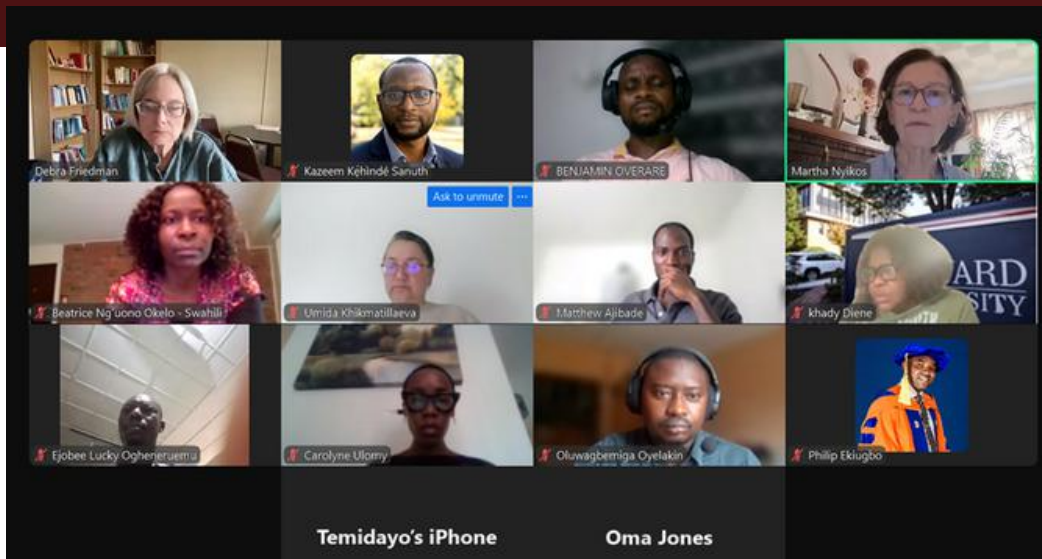 Debra Friedman
Kazeem Kẹ́hìndé Sanuth
BENJAMIN OVERARE
Martha Nyikos
Ask to unmute ...
Beatrice Ng'uono Okelo - Swahili
Umida Khikmatillaeva
Matthew Ajibade
khady Diene
ARD
SITY
Ejobee Lucky Ogheneruemu
Carolyne Ulomy
Oluwagbemiga Oyelakin
Philip Ekiugbo
Temidayo's iPhone
Oma Jones